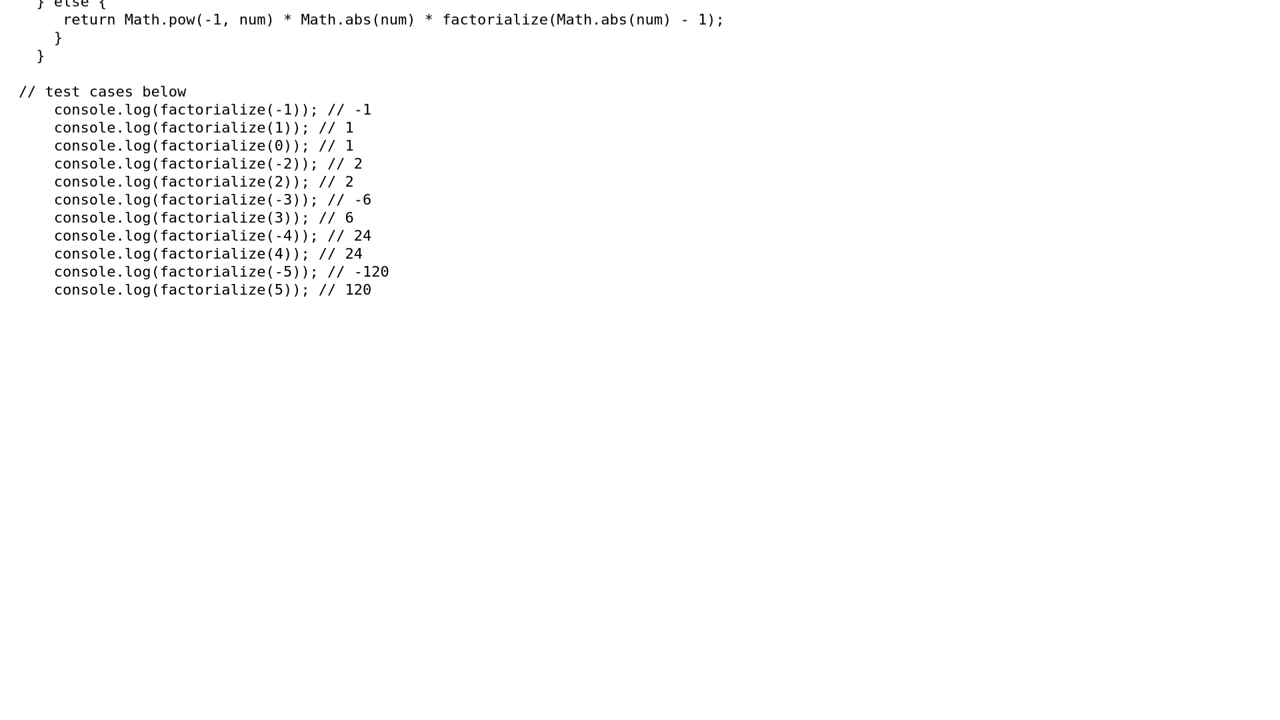 } else {
return Math.pow(-1, num) * Math.abs(num) * factorialize(Math.abs(num) - 1);
}
}
// test cases below
console.log(factorialize(-1)); // -1
console.log(factorialize(1)); // 1
console.log(factorialize(0)); // 1
console.log(factorialize(-2)); // 2
console.log(factorialize(2)); // 2
console.log(factorialize(-3)); // -6
console.log(factorialize(3)); // 6
console.log(factorialize(-4)); // 24
console.log(factorialize(4)); // 24
console.log(factorialize(-5)); // -120
console.log(factorialize(5)); // 120